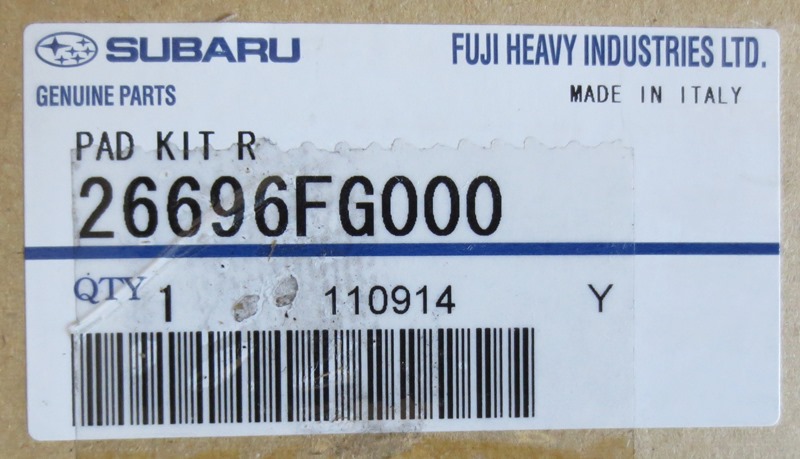 SUBARU FUJI HEAVY INDUSTRIES LTD.
GENUINE PARTS MADE IN ITALY
PAD KIT R
26696FG000
QTY 1 110914 Y